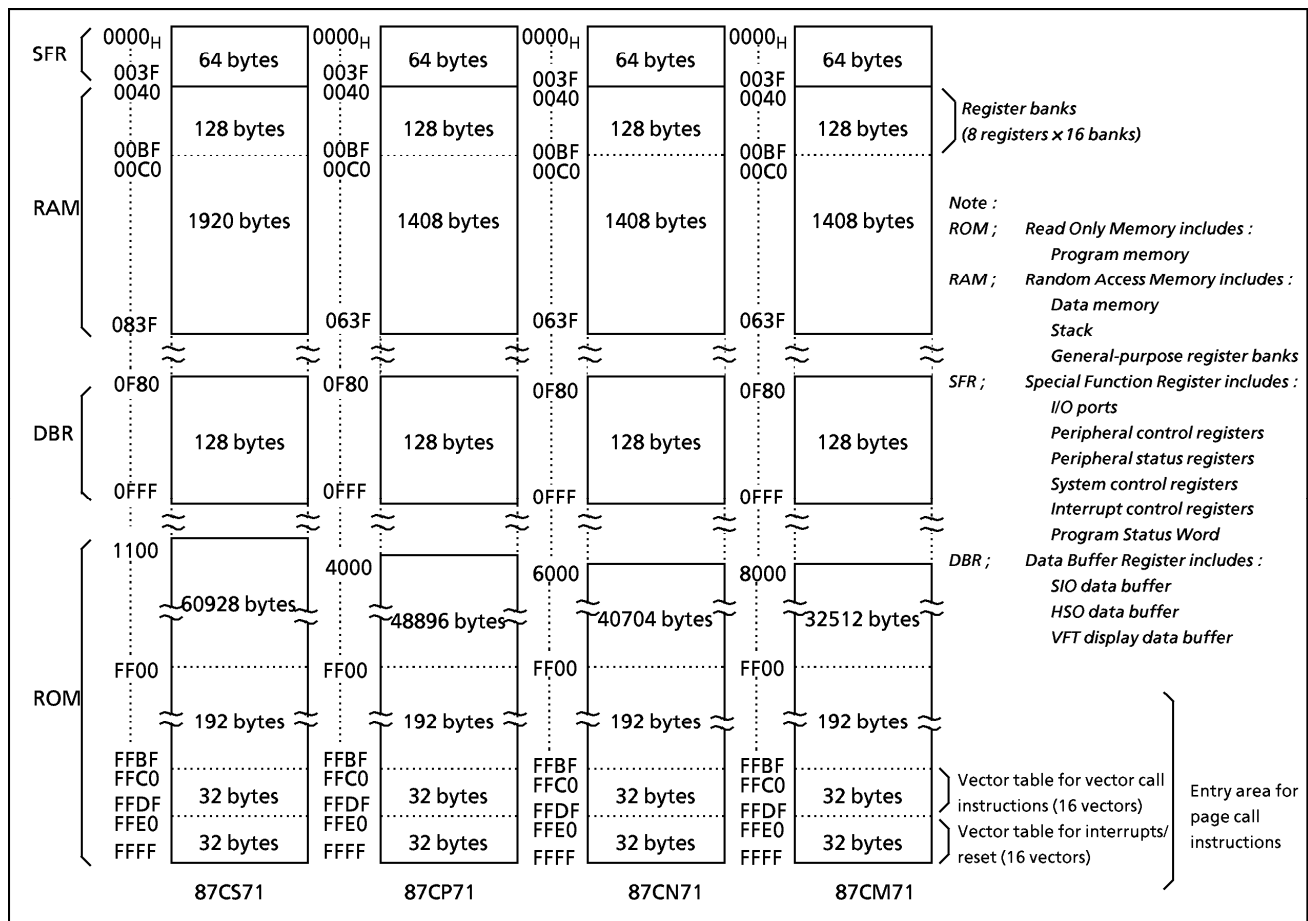 SFR
RAM
DBR
ROM
0000H
003F
0040
00BF
00C0
083F
0F80
0FFF
1100
FF00
FFBF
FFC0
FFDF
FFE0
FFFF
64 bytes
128 bytes
1920 bytes
128 bytes
60928 bytes
192 bytes
32 bytes
32 bytes
87CS71
0000H
003F
0040
00BF
00C0
063F
0F80
0FFF
4000
FF00
FFBF
FFC0
FFDF
FFE0
FFFF
64 bytes
128 bytes
1408 bytes
128 bytes
48896 bytes
192 bytes
32 bytes
32 bytes
87CP71
0000H
003F
0040
00BF
00C0
063F
0F80
0FFF
6000
FF00
FFBF
FFC0
FFDF
FFE0
FFFF
64 bytes
128 bytes
1408 bytes
128 bytes
40704 bytes
192 bytes
32 bytes
32 bytes
87CN71
0000H
003F
0040
00BF
00C0
063F
0F80
0FFF
8000
FF00
FFBF
FFC0
FFDF
FFE0
FFFF
64 bytes
128 bytes
1408 bytes
128 bytes
32512 bytes
192 bytes
32 bytes
32 bytes
87CM71
Register banks
(8 registers × 16 banks)
Note :
ROM ; Read Only Memory includes :
Program memory
RAM ; Random Access Memory includes :
Data memory
Stack
General-purpose register banks
SFR ; Special Function Register includes :
I/O ports
Peripheral control registers
Peripheral status registers
System control registers
Interrupt control registers
Program Status Word
DBR ; Data Buffer Register includes :
SIO data buffer
HSO data buffer
VFT display data buffer
Vector table for vector call
instructions (16 vectors)
Vector table for interrupts/
reset (16 vectors)
Entry area for
page call
instructions